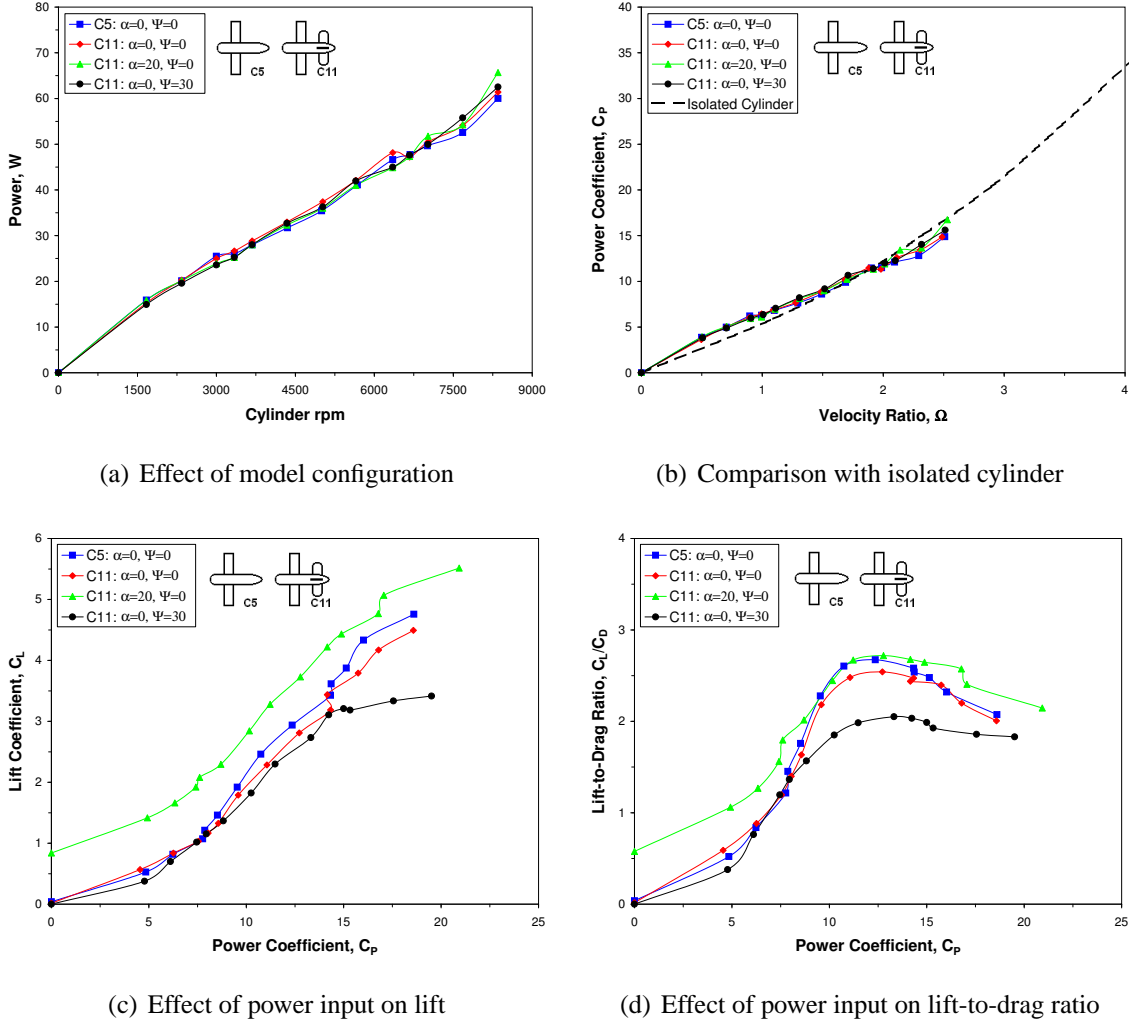 C5: α=0, Ψ=0
C11: α=0, Ψ=0
C11: α=20, Ψ=0
C11: α=0, Ψ=30
C5
C11
80
70
60
50
40
30
20
10
0
Power, W
0
1500
3000
4500
6000
7500
9000
Cylinder rpm
(a) Effect of model configuration
C5: α=0, Ψ=0
C11: α=0, Ψ=0
C11: α=20, Ψ=0
C11: α=0, Ψ=30
Isolated Cylinder
C5
C11
40
35
30
25
20
15
10
5
0
Power Coefficient, CP
0
1
2
3
4
Velocity Ratio, Ω
(b) Comparison with isolated cylinder
C5: α=0, Ψ=0
C11: α=0, Ψ=0
C11: α=20, Ψ=0
C11: α=0, Ψ=30
C5
C11
6
5
4
3
2
1
0
Lift Coefficient, CL
0
5
10
15
20
25
Power Coefficient, CP
(c) Effect of power input on lift
C5: α=0, Ψ=0
C11: α=0, Ψ=0
C11: α=20, Ψ=0
C11: α=0, Ψ=30
C5
C11
4
3
2
1
0
Lift-to-Drag Ratio, CL/CD
0
5
10
15
20
25
Power Coefficient, CP
(d) Effect of power input on lift-to-drag ratio